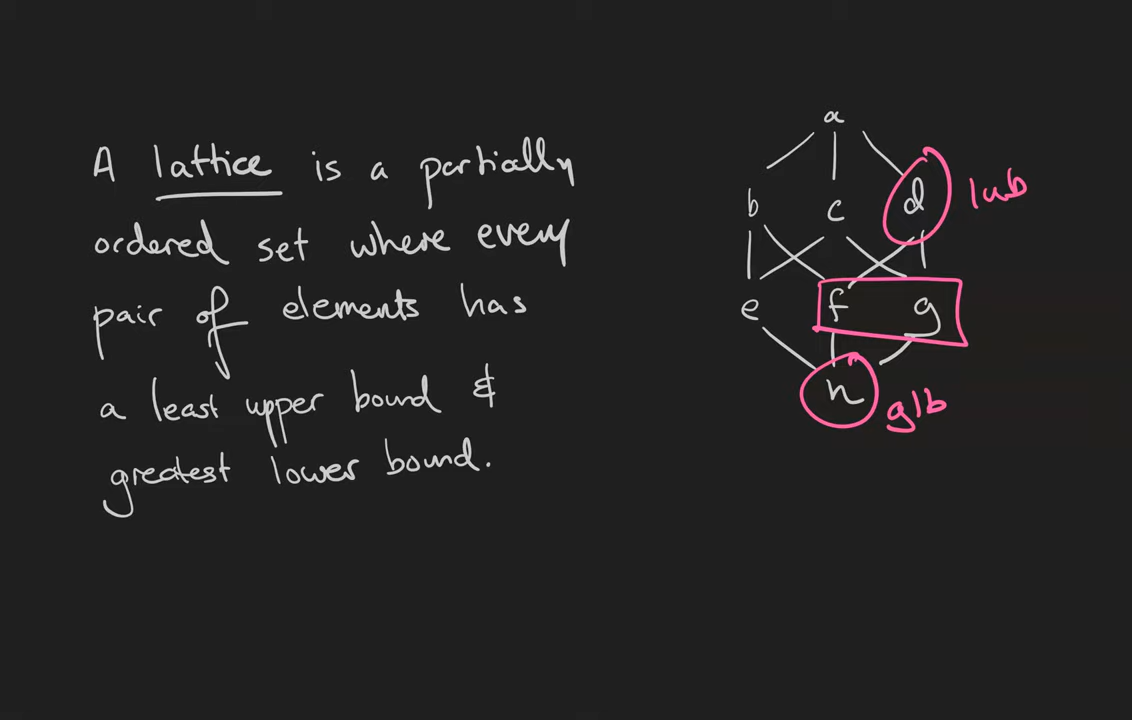 A lattice is a partially
ordered set where every
pair of elements has
a least upper bound &
greatest lower bound.
a
b c d lub
e f g
h glb